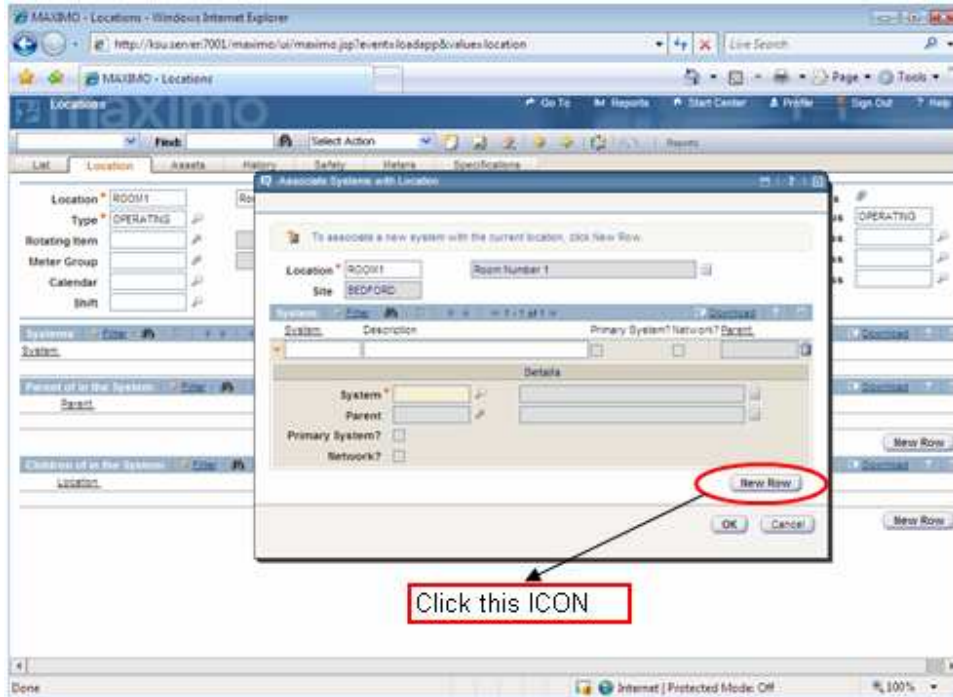 MAXIMO - Locations - Windows Internet Explorer
http://ksu.server:7001/maximo/ui/maximo.jsp?event=loadapp&value=location
Live Search
MAXIMO - Locations
Page Tools
Locations
maximo
Go To Reports Start Center Profile Sign Out Help
Find: Select Action Reports
List Location Assets History Safety Meters Specifications
Location * ROOM1
Type * OPERATING
Rotating Item
Meter Group
Calendar
Shift
OPERATING
Systems Filter
Download
System
Parent of in the System Filter
Download
Parent
New Row
Children of in the System Filter
Download
Location
New Row
Associate Systems with Location
To associate a new system with the current location, click New Row.
Location * ROOM1 Room Number 1
Site BEDFORD
System Filter 1 - 1 of 1 Download
System Description Primary System? Network? Parent
Details
System *
Parent
Primary System?
Network?
New Row
OK Cancel
Click this ICON
Done Internet | Protected Mode: Off 100%